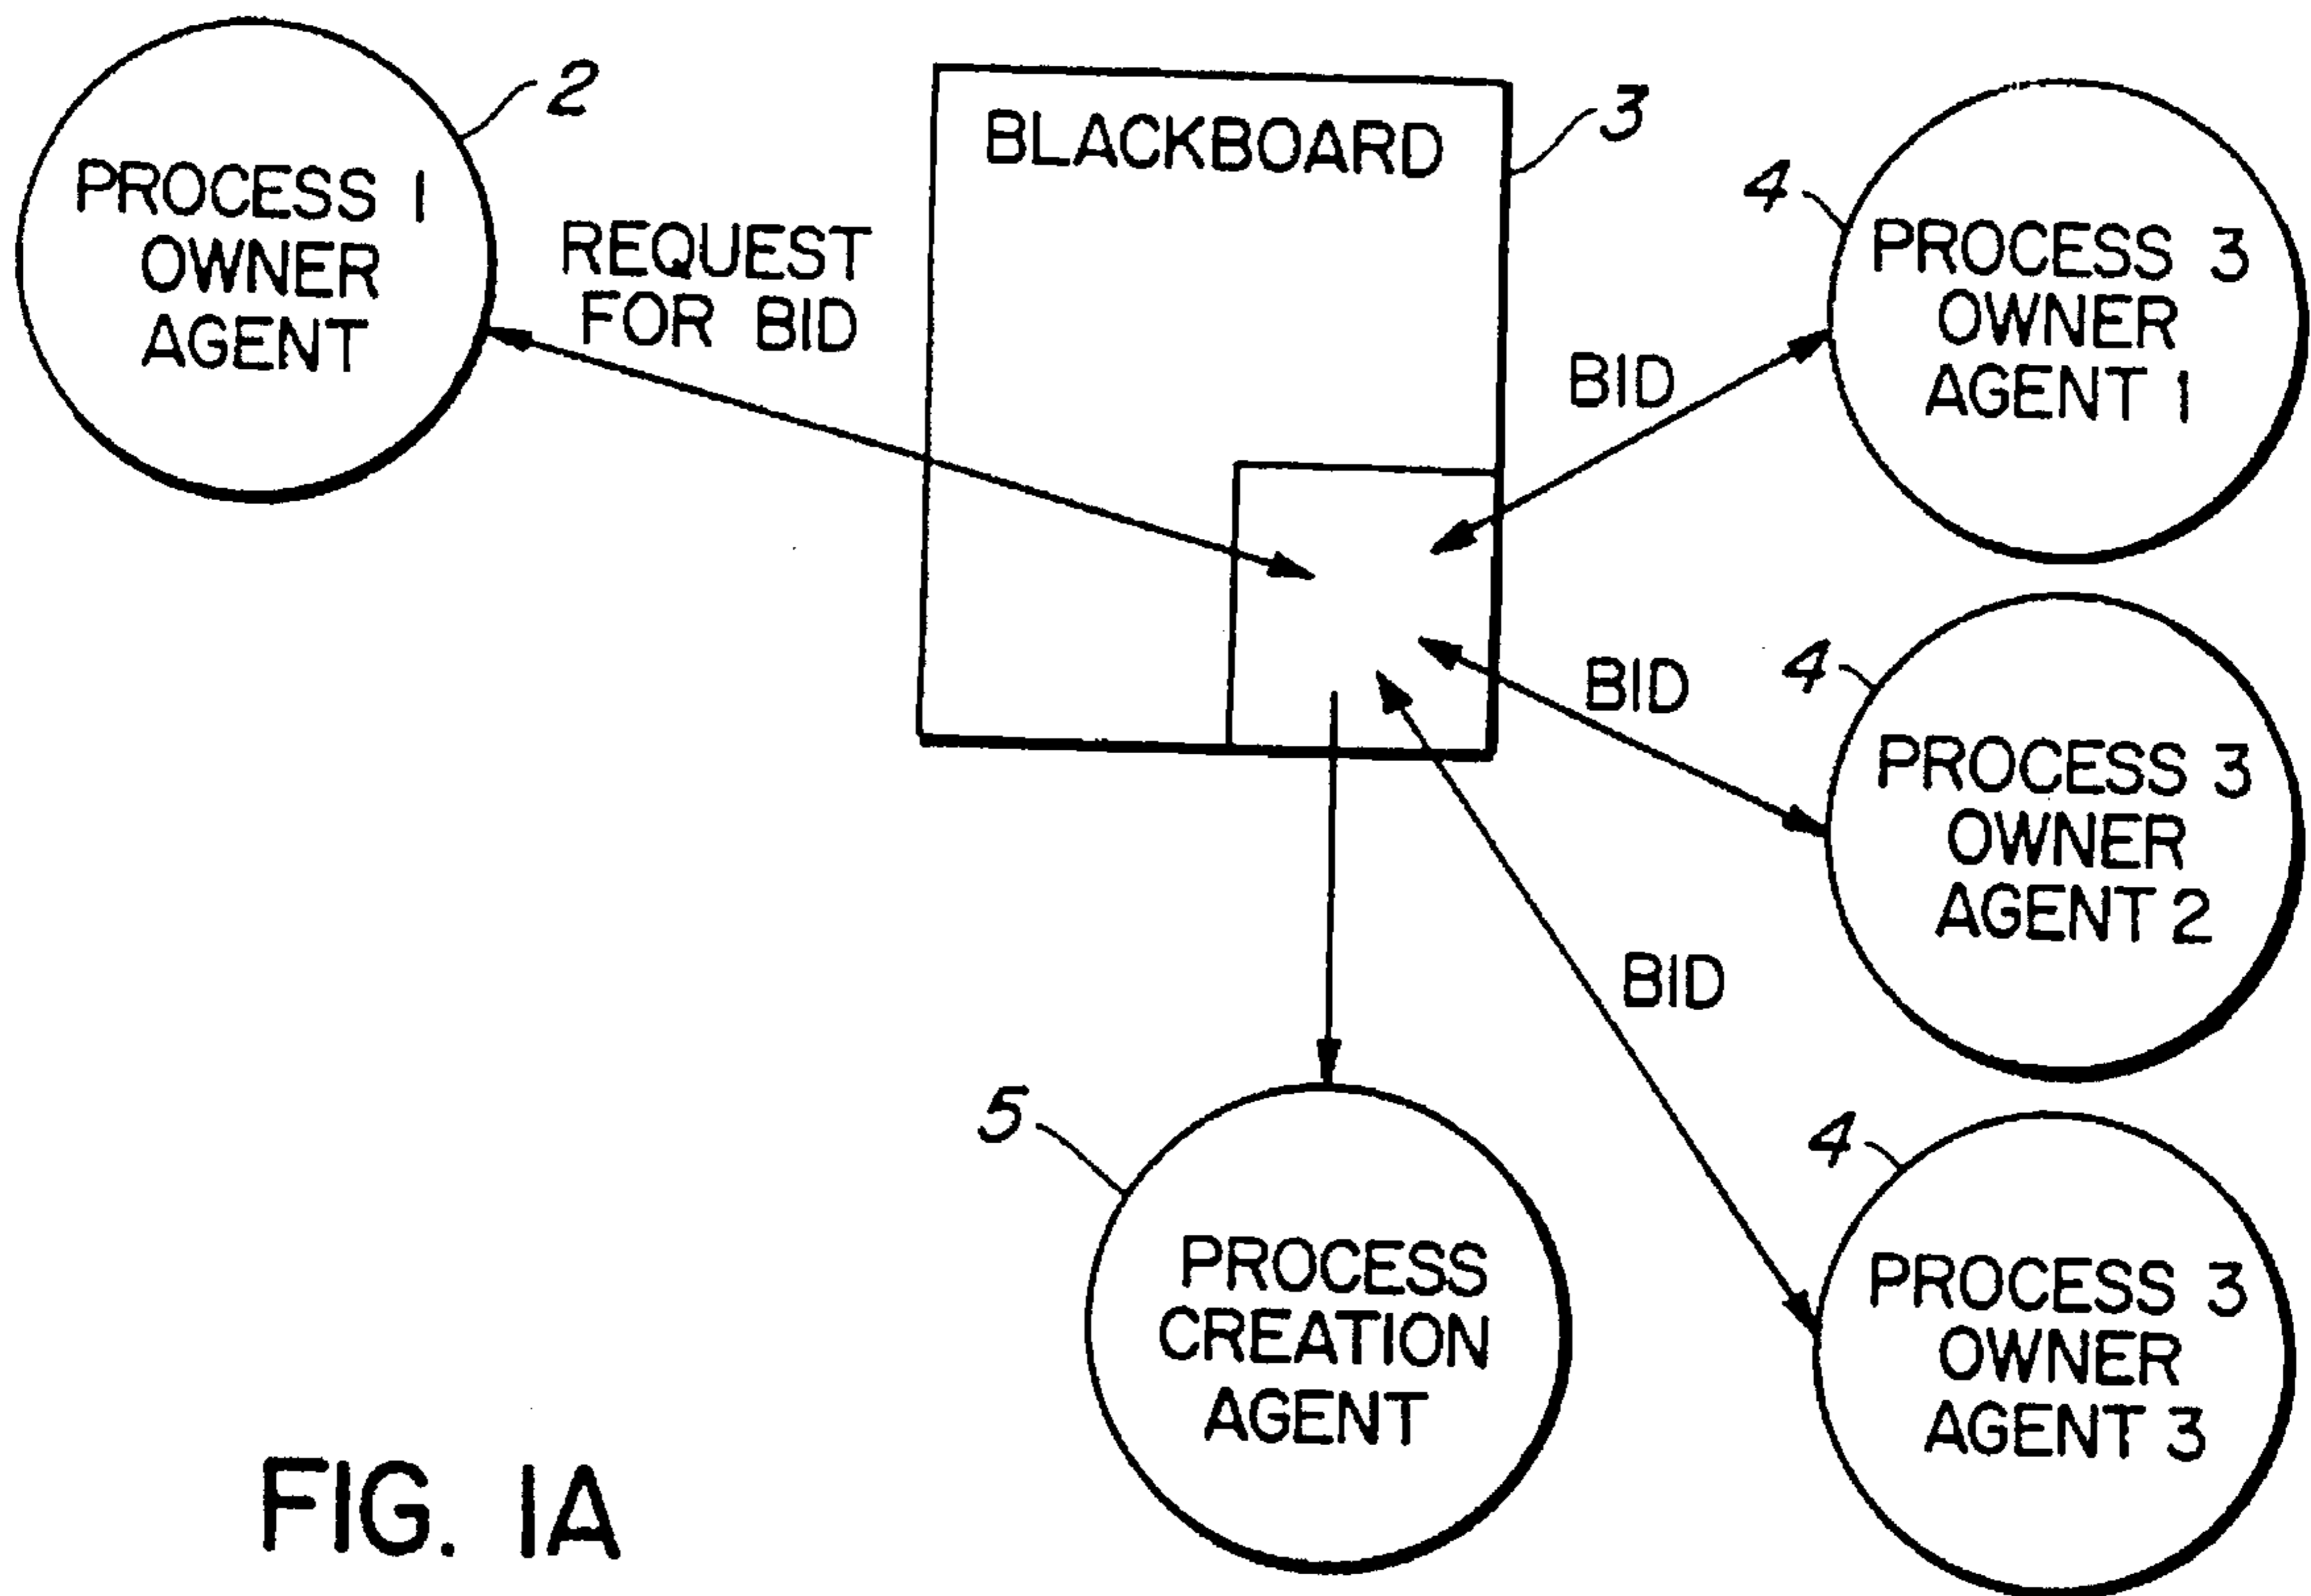 2
PROCESS 1
OWNER
AGENT
REQUEST
FOR BID
BLACKBOARD
3
4
PROCESS 3
OWNER
AGENT 1
BID
BID
4
PROCESS 3
OWNER
AGENT 2
BID
4
PROCESS 3
OWNER
AGENT 3
5
PROCESS
CREATION
AGENT
FIG. 1A